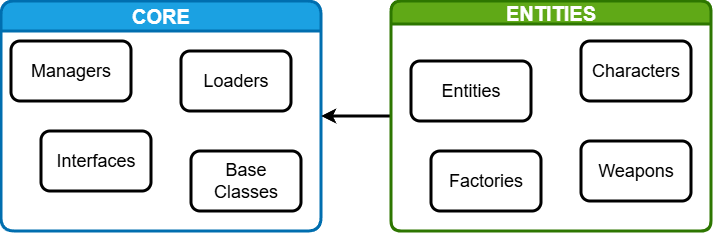 CORE
Managers
Loaders
Interfaces
Base
Classes
ENTITIES
Entities
Characters
Factories
Weapons